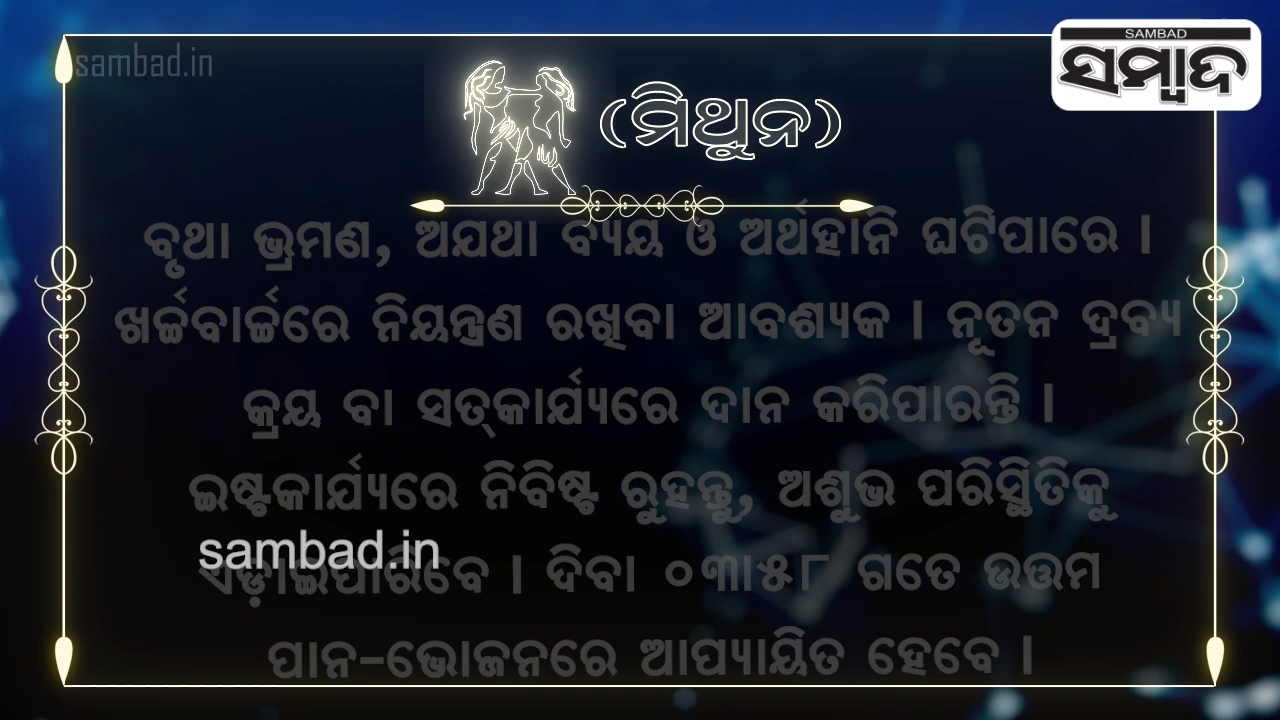 sambad.in
SAMBAD
ସମ୍ବାଦ
(ମିଥୁନ)
ବୃଥା ଭ୍ରମଣ, ଅଯଥା ବ୍ୟୟ ଓ ଅର୍ଥହାନି ଘଟିପାରେ ।
ଖର୍ଚ୍ଚବାର୍ଚ୍ଚରେ ନିୟନ୍ତ୍ରଣ ରଖିବା ଆବଶ୍ୟକ । ନୂତନ ଦ୍ରବ୍ୟ
କ୍ରୟ ବା ସତ୍‌କାର୍ଯ୍ୟରେ ଦାନ କରିପାରନ୍ତି ।
ଇଷ୍ଟକାର୍ଯ୍ୟରେ ନିବିଷ୍ଟ ରୁହନ୍ତୁ, ଅଶୁଭ ପରିସ୍ଥିତିକୁ
sambad.in
ଏଡ଼ାଇପାରିବେ । ଦିବା ୦୩ା୫୮ ଗତେ ଉତ୍ତମ
ପାନ-ଭୋଜନରେ ଆପ୍ୟାୟିତ ହେବେ ।